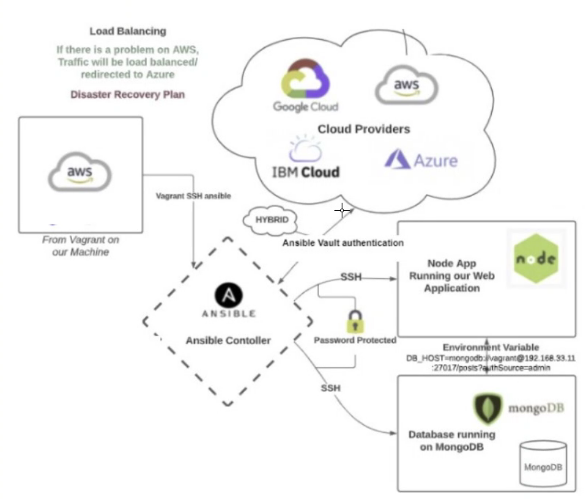 Load Balancing
If there is a problem on AWS,
Traffic will be load balanced/
redirected to Azure
Disaster Recovery Plan
Google Cloud
aws
Cloud Providers
IBM Cloud
Azure
aws
Vagrant SSH ansible
From Vagrant on
our Machine
HYBRID
Ansible Vault authentication
ANSIBLE
Ansible Contoller
SSH
Password Protected
SSH
Node App
Running our Web
Application
node
Environment Variable
DB_HOST=mongodb://vagrant@192.168.33.11
:27017/posts?authSource=admin
mongoDB
Database running
on MongoDB
MongoDB